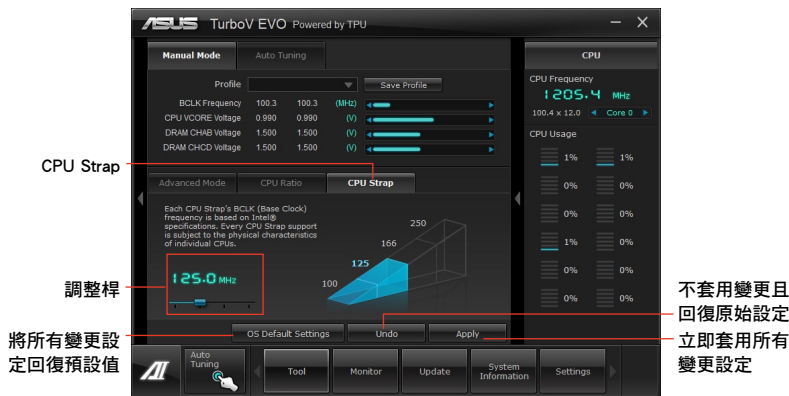 ASUS TurboV EVO Powered by TPU
Manual Mode
Auto Tuning
Profile
Save Profile
BCLK Frequency 100.3 100.3 (MHz)
CPU VCORE Voltage 0.990 0.990 (V)
DRAM CHAB Voltage 1.500 1.500 (V)
DRAM CHCD Voltage 1.500 1.500 (V)
CPU Strap
Advanced Mode
CPU Ratio
CPU Strap
Each CPU Strap's BCLK (Base Clock)
frequency is based on Intel®
specifications. Every CPU Strap support
is subject to the physical characteristics
of individual CPUs.
250
166
125
100
調整桿
125.0 MHz
將所有變更設
定回復預設值
OS Default Settings
Undo
Apply
不套用變更且
回復原始設定
立即套用所有
變更設定
CPU
CPU Frequency
1205.4 MHz
100.4 x 12.0 Core 0
CPU Usage
1% 1%
0% 0%
0% 0%
1% 0%
0% 0%
0% 0%
AI
Auto
Tuning
Tool
Monitor
Update
System
Information
Settings